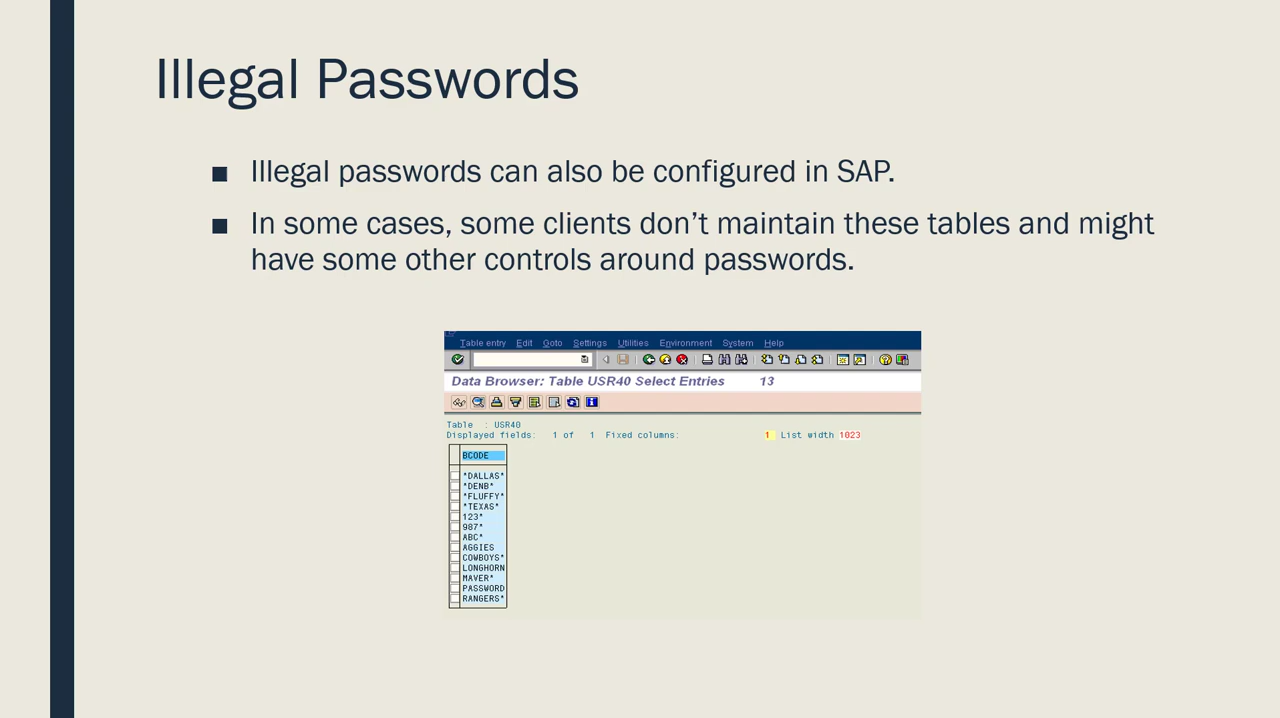 Illegal Passwords
■ Illegal passwords can also be configured in SAP.
■ In some cases, some clients don’t maintain these tables and might
have some other controls around passwords.
Table entry Edit Goto Settings Utilities Environment System Help
Data Browser: Table USR40 Select Entries 13
Table : USR40
Displayed fields: 1 of 1 Fixed columns: 1 List width 1023
BCODE
*DALLAS*
*DENB*
*FLUFFY*
*TEXAS*
123*
987*
ABC*
AGGIES
COWBOYS*
LONGHORN
MAVER*
PASSWORD
RANGERS*